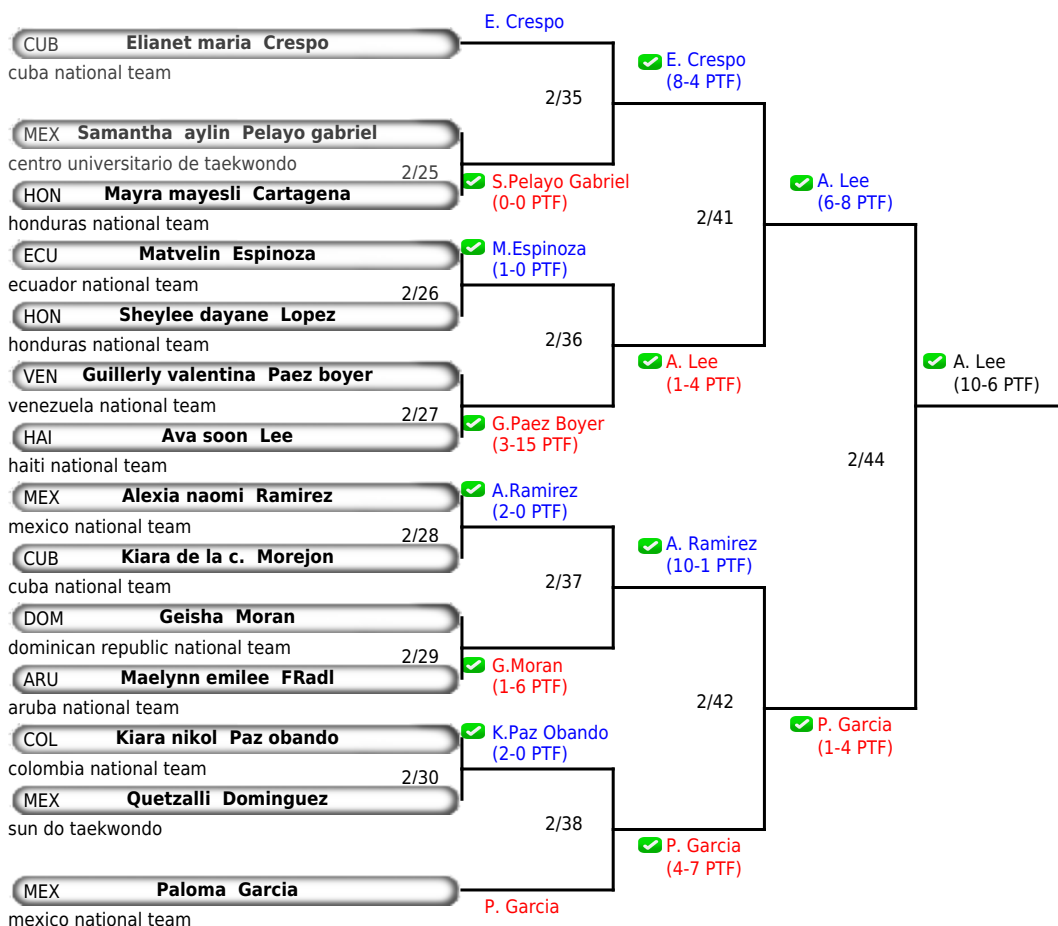 E. Crespo
CUB Elianet maria Crespo
cuba national team
E. Crespo
(8-4 PTF)
2/35
MEX Samantha aylin Pelayo gabriel
centro universitario de taekwondo
2/25
S.Pelayo Gabriel
(0-0 PTF)
HON Mayra mayesli Cartagena
honduras national team
A. Lee
(6-8 PTF)
2/41
ECU Matvelin Espinoza
ecuador national team
M.Espinoza
(1-0 PTF)
2/26
HON Sheylee dayane Lopez
honduras national team
2/36
VEN Guillerly valentina Paez boyer
venezuela national team
A. Lee
(1-4 PTF)
A. Lee
(10-6 PTF)
2/27
G.Paez Boyer
(3-15 PTF)
HAI Ava soon Lee
haiti national team
2/44
MEX Alexia naomi Ramirez
mexico national team
A.Ramirez
(2-0 PTF)
2/28
CUB Kiara de la c. Morejon
cuba national team
A. Ramirez
(10-1 PTF)
2/37
DOM Geisha Moran
dominican republic national team
2/29
G.Moran
(1-6 PTF)
ARU Maelynn emilee FRadl
aruba national team
2/42
COL Kiara nikol Paz obando
colombia national team
K.Paz Obando
(2-0 PTF)
P. Garcia
(1-4 PTF)
2/30
MEX Quetzalli Dominguez
sun do taekwondo
2/38
P. Garcia
(4-7 PTF)
MEX Paloma Garcia
mexico national team
P. Garcia